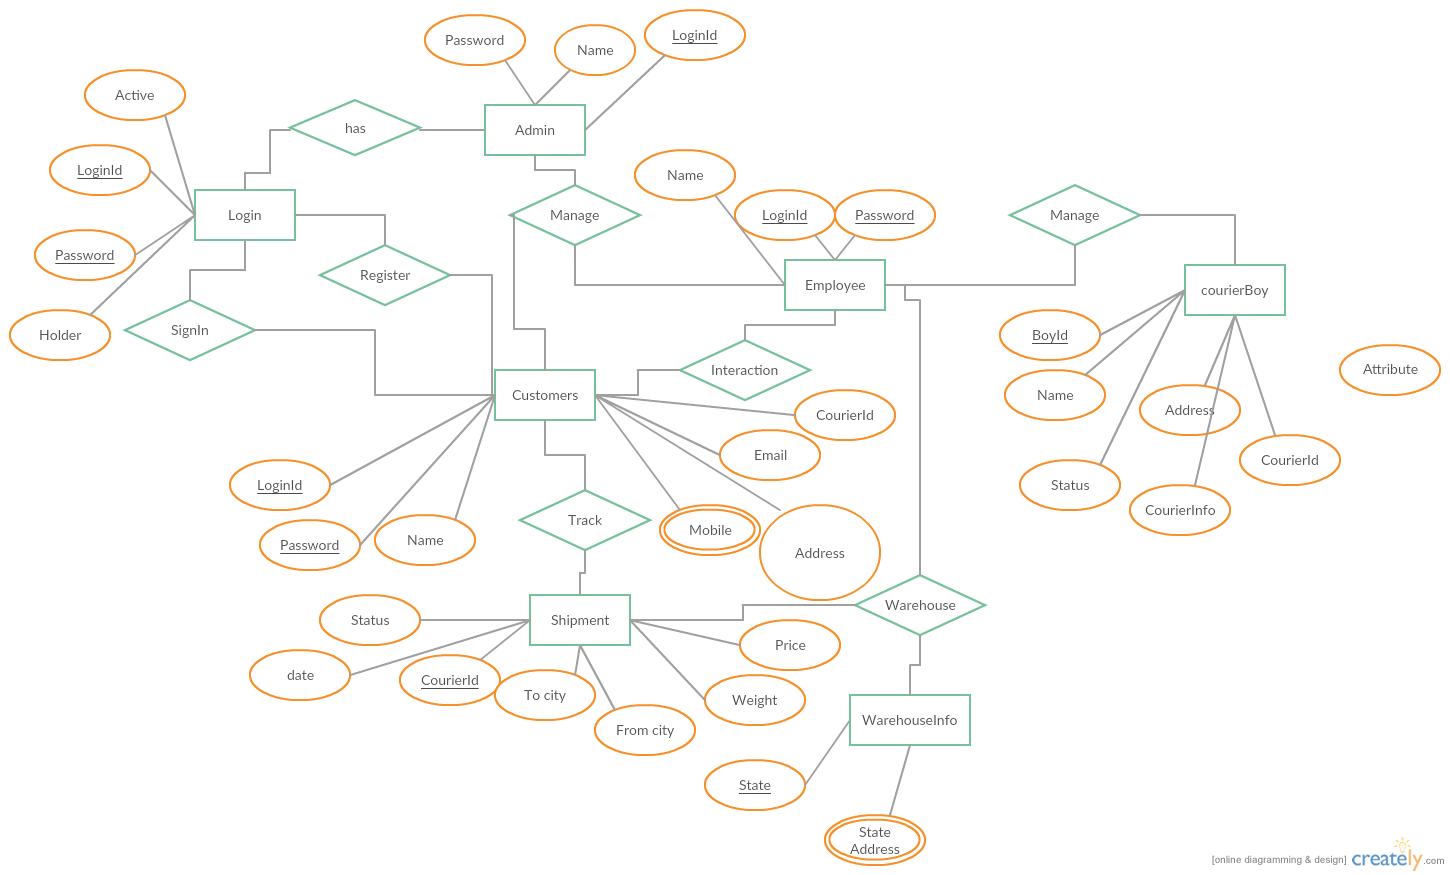 Password
Name
LoginId
Active
has
Admin
LoginId
Name
Login
Manage
LoginId
Password
Manage
Password
Register
Employee
courierBoy
Holder
SignIn
BoyId
Interaction
Attribute
Customers
Name
CourierId
Address
Email
CourierId
LoginId
Status
CourierInfo
Track
Mobile
Password
Name
Address
Warehouse
Status
Shipment
Price
date
CourierId
To city
Weight
From city
WarehouseInfo
State
State
Address
[online diagramming & design] creately.com